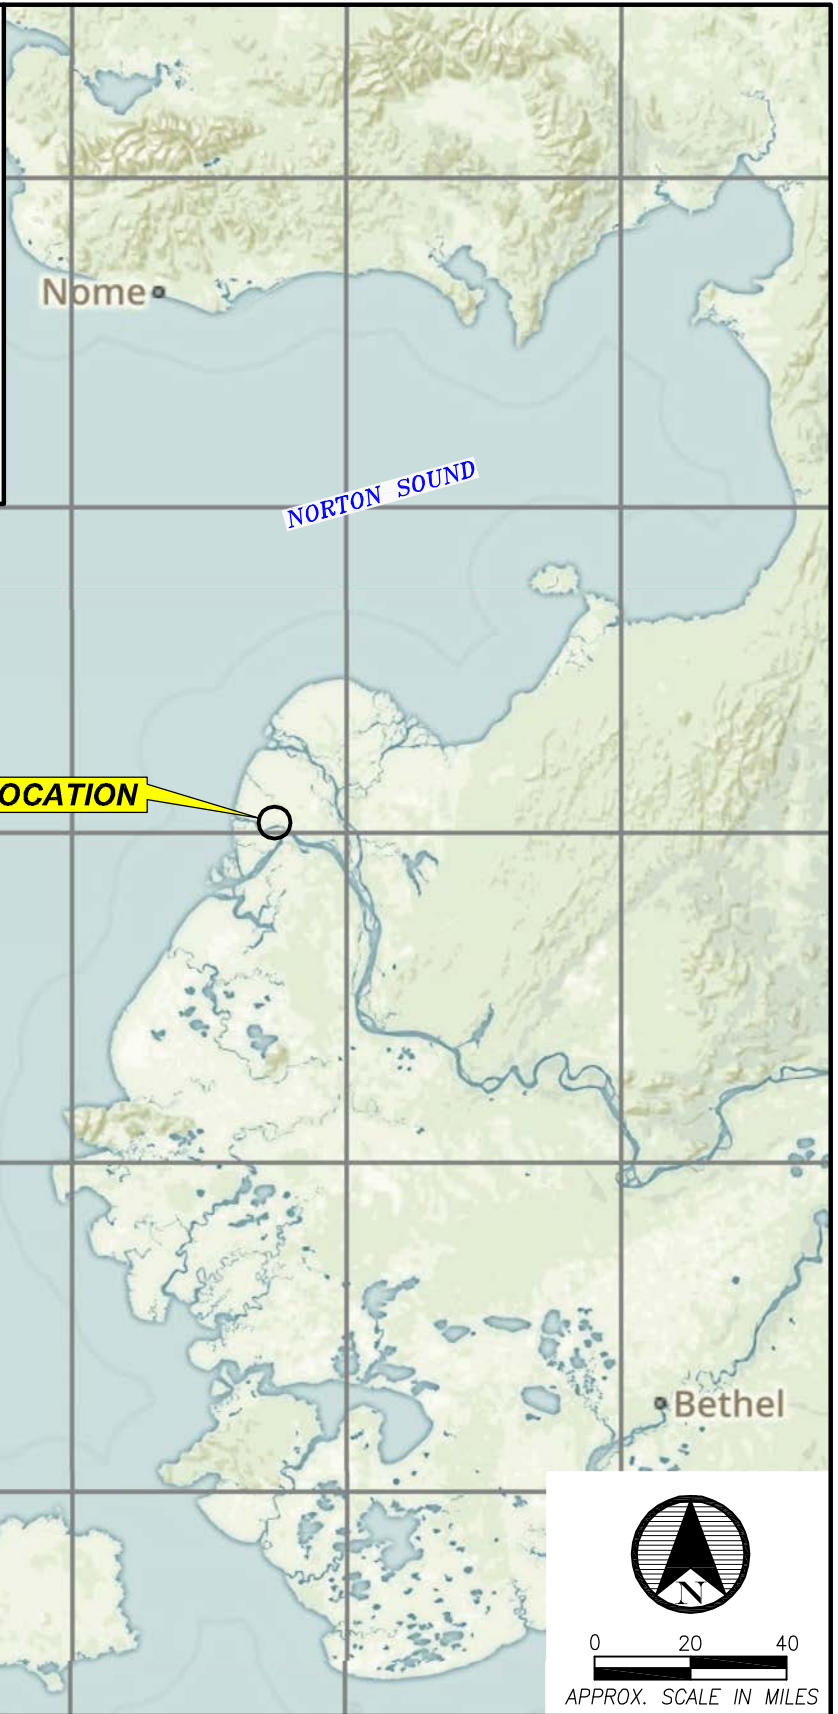 Nome
NORTON SOUND
OCATION
Bethel
N
0 20 40
APPROX. SCALE IN MILES